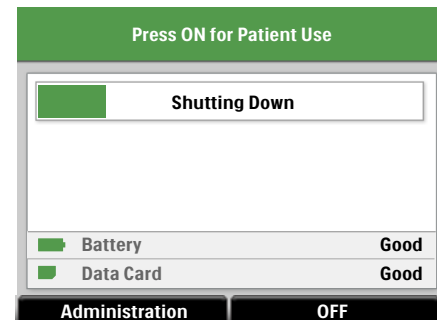 Press ON for Patient Use
Shutting Down
Battery Good
Data Card Good
Administration OFF